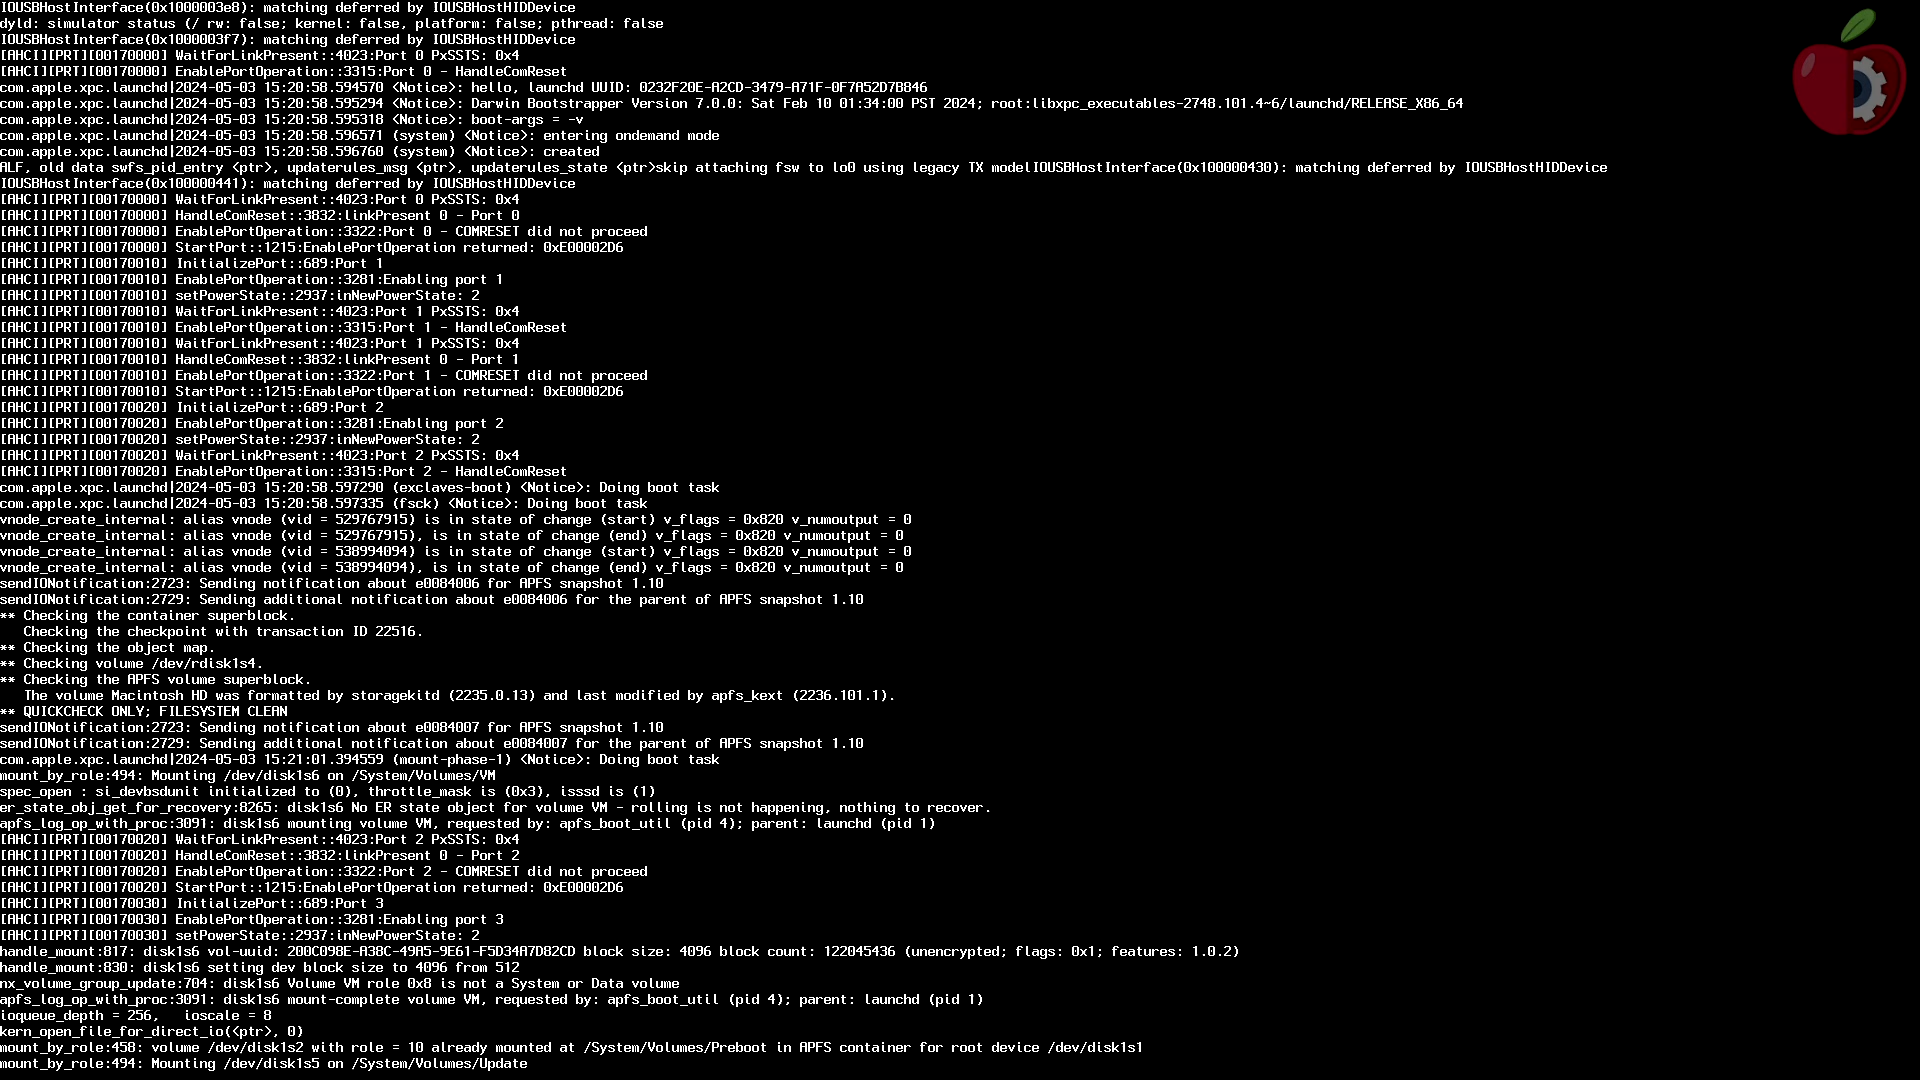 IOUSBHostInterface(0x1000003e8): matching deferred by IOUSBHostHIDDevice
dyld: simulator status (/ rw: false; kernel: false, platform: false; pthread: false
IOUSBHostInterface(0x1000003f7): matching deferred by IOUSBHostHIDDevice
[AHCI][PRT][00170000] WaitForLinkPresent::4023:Port 0 PxSSTS: 0x4
[AHCI][PRT][00170000] EnablePortOperation::3315:Port 0 - HandleComReset
com.apple.xpc.launchd|2024-05-03 15:20:58.594570 <Notice>: hello, launchd UUID: 0232F20E-A2CD-3479-A71F-0F7A52D7B846
com.apple.xpc.launchd|2024-05-03 15:20:58.595294 <Notice>: Darwin Bootstrapper Version 7.0.0: Sat Feb 10 01:34:00 PST 2024; root:libxpc_executables-2748.101.4~6/launchd/RELEASE_X86_64
com.apple.xpc.launchd|2024-05-03 15:20:58.595318 <Notice>: boot-args = -v
com.apple.xpc.launchd|2024-05-03 15:20:58.596571 (system) <Notice>: entering ondemand mode
com.apple.xpc.launchd|2024-05-03 15:20:58.596760 (system) <Notice>: created
ALF, old data swfs_pid_entry <ptr>, updaterules_msg <ptr>, updaterules_state <ptr>skip attaching fsw to lo0 using legacy TX modelIOUSBHostInterface(0x100000430): matching deferred by IOUSBHostHIDDevice
IOUSBHostInterface(0x100000441): matching deferred by IOUSBHostHIDDevice
[AHCI][PRT][00170000] WaitForLinkPresent::4023:Port 0 PxSSTS: 0x4
[AHCI][PRT][00170000] HandleComReset::3832:linkPresent 0 - Port 0
[AHCI][PRT][00170000] EnablePortOperation::3322:Port 0 - COMRESET did not proceed
[AHCI][PRT][00170000] StartPort::1215:EnablePortOperation returned: 0xE00002D6
[AHCI][PRT][00170010] InitializePort::689:Port 1
[AHCI][PRT][00170010] EnablePortOperation::3281:Enabling port 1
[AHCI][PRT][00170010] setPowerState::2937:inNewPowerState: 2
[AHCI][PRT][00170010] WaitForLinkPresent::4023:Port 1 PxSSTS: 0x4
[AHCI][PRT][00170010] EnablePortOperation::3315:Port 1 - HandleComReset
[AHCI][PRT][00170010] WaitForLinkPresent::4023:Port 1 PxSSTS: 0x4
[AHCI][PRT][00170010] HandleComReset::3832:linkPresent 0 - Port 1
[AHCI][PRT][00170010] EnablePortOperation::3322:Port 1 - COMRESET did not proceed
[AHCI][PRT][00170010] StartPort::1215:EnablePortOperation returned: 0xE00002D6
[AHCI][PRT][00170020] InitializePort::689:Port 2
[AHCI][PRT][00170020] EnablePortOperation::3281:Enabling port 2
[AHCI][PRT][00170020] setPowerState::2937:inNewPowerState: 2
[AHCI][PRT][00170020] WaitForLinkPresent::4023:Port 2 PxSSTS: 0x4
[AHCI][PRT][00170020] EnablePortOperation::3315:Port 2 - HandleComReset
com.apple.xpc.launchd|2024-05-03 15:20:58.597290 (exclaves-boot) <Notice>: Doing boot task
com.apple.xpc.launchd|2024-05-03 15:20:58.597335 (fsck) <Notice>: Doing boot task
vnode_create_internal: alias vnode (vid = 529767915) is in state of change (start) v_flags = 0x820 v_numoutput = 0
vnode_create_internal: alias vnode (vid = 529767915), is in state of change (end) v_flags = 0x820 v_numoutput = 0
vnode_create_internal: alias vnode (vid = 538994094) is in state of change (start) v_flags = 0x820 v_numoutput = 0
vnode_create_internal: alias vnode (vid = 538994094), is in state of change (end) v_flags = 0x820 v_numoutput = 0
sendIONotification:2723: Sending notification about e0084006 for APFS snapshot 1.10
sendIONotification:2729: Sending additional notification about e0084006 for the parent of APFS snapshot 1.10
** Checking the container superblock.
   Checking the checkpoint with transaction ID 22516.
** Checking the object map.
** Checking volume /dev/rdisk1s4.
** Checking the APFS volume superblock.
   The volume Macintosh HD was formatted by storagekitd (2235.0.13) and last modified by apfs_kext (2236.101.1).
** QUICKCHECK ONLY; FILESYSTEM CLEAN
sendIONotification:2723: Sending notification about e0084007 for APFS snapshot 1.10
sendIONotification:2729: Sending additional notification about e0084007 for the parent of APFS snapshot 1.10
com.apple.xpc.launchd|2024-05-03 15:21:01.394559 (mount-phase-1) <Notice>: Doing boot task
mount_by_role:494: Mounting /dev/disk1s6 on /System/Volumes/VM
spec_open : si_devbsdunit initialized to (0), throttle_mask is (0x3), isssd is (1)
er_state_obj_get_for_recovery:8265: disk1s6 No ER state object for volume VM - rolling is not happening, nothing to recover.
apfs_log_op_with_proc:3091: disk1s6 mounting volume VM, requested by: apfs_boot_util (pid 4); parent: launchd (pid 1)
[AHCI][PRT][00170020] WaitForLinkPresent::4023:Port 2 PxSSTS: 0x4
[AHCI][PRT][00170020] HandleComReset::3832:linkPresent 0 - Port 2
[AHCI][PRT][00170020] EnablePortOperation::3322:Port 2 - COMRESET did not proceed
[AHCI][PRT][00170020] StartPort::1215:EnablePortOperation returned: 0xE00002D6
[AHCI][PRT][00170030] InitializePort::689:Port 3
[AHCI][PRT][00170030] EnablePortOperation::3281:Enabling port 3
[AHCI][PRT][00170030] setPowerState::2937:inNewPowerState: 2
handle_mount:817: disk1s6 vol-uuid: 200C098E-A38C-49A5-9E61-F5D34A7D82CD block size: 4096 block count: 122045436 (unencrypted; flags: 0x1; features: 1.0.2)
handle_mount:830: disk1s6 setting dev block size to 4096 from 512
nx_volume_group_update:704: disk1s6 Volume VM role 0x8 is not a System or Data volume
apfs_log_op_with_proc:3091: disk1s6 mount-complete volume VM, requested by: apfs_boot_util (pid 4); parent: launchd (pid 1)
ioqueue_depth = 256,   ioscale = 8
kern_open_file_for_direct_io(<ptr>, 0)
mount_by_role:458: volume /dev/disk1s2 with role = 10 already mounted at /System/Volumes/Preboot in APFS container for root device /dev/disk1s1
mount_by_role:494: Mounting /dev/disk1s5 on /System/Volumes/Update